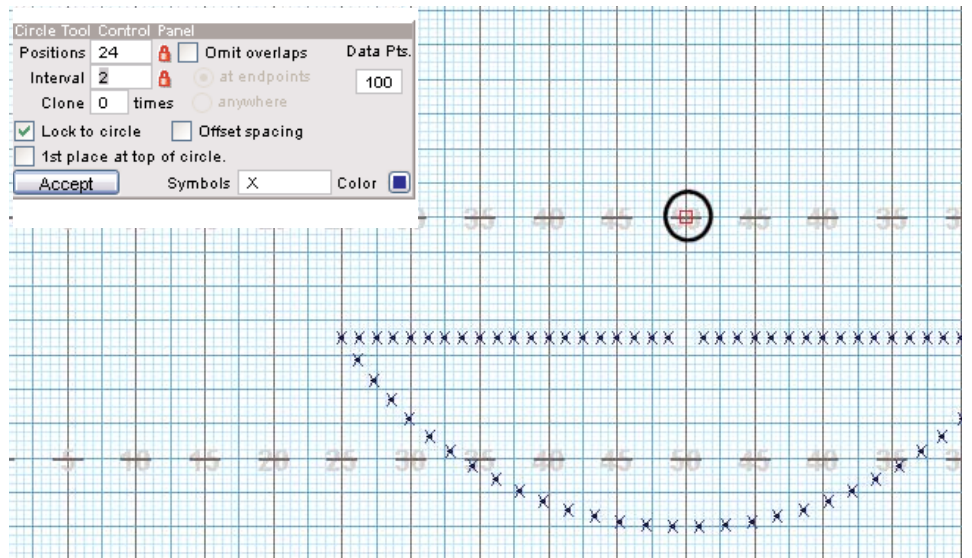 Circle Tool Control Panel
Positions 24 Omit overlaps Data Pts.
Interval 2 at endpoints 100
Clone 0 times anywhere
Lock to circle Offset spacing
1st place at top of circle.
Accept Symbols X Color
35 40 45 50 45 40 35 3
5 10 15 20 25 30 35 40 45 50 45 40 35 3